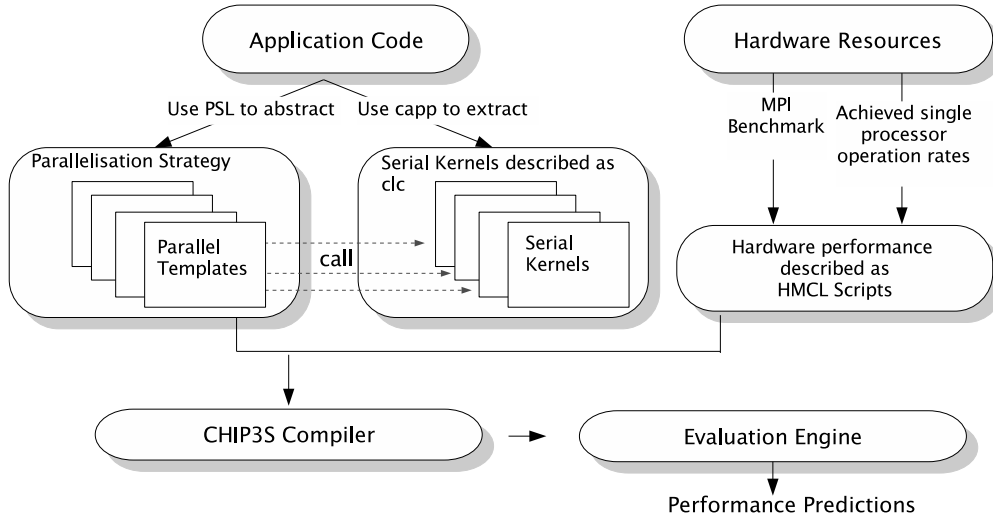 Application Code
Hardware Resources
Use PSL to abstract
Use capp to extract
MPI
Benchmark
Achieved single
processor
operation rates
Parallelisation Strategy
Serial Kernels described as
clc
Parallel
Templates
call
Serial
Kernels
Hardware performance
described as
HMCL Scripts
CHIP3S Compiler
Evaluation Engine
Performance Predictions